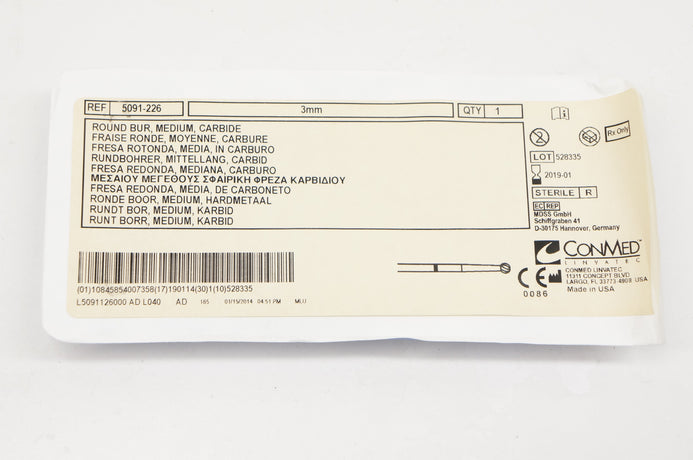 REF 5091-226 3mm QTY 1
ROUND BUR, MEDIUM, CARBIDE
FRAISE RONDE, MOYENNE, CARBURE
FRESA ROTONDA, MEDIA, IN CARBURO
RUNDBOHRER, MITTELLANG, CARBID
FRESA REDONDA, MEDIANA, CARBURO
ΜΕΣΑΙΟΥ ΜΕΓΕΘΟΥΣ ΣΦΑΙΡΙΚΗ ΦΡΕΖΑ ΚΑΡΒΙΔΙΟΥ
FRESA REDONDA, MÉDIA, DE CARBONETO
RONDE BOOR, MEDIUM, HARDMETAAL
RUNDT BOR, MEDIUM, KARBID
RUNT BORR, MEDIUM, KARBID
2
Rx Only
LOT 528335
2019-01
STERILE R
EC REP
MDSS GmbH
Schiffgraben 41
D-30175 Hannover, Germany
CONMED™
LINVATEC
CONMED LINVATEC
11311 CONCEPT BLVD
LARGO, FL 33773-4908 USA
Made in USA
CE
0086
(01)10845854007358(17)190114(30)1(10)528335
L5091126000 AD L040 AD 185 01/15/2014 04:51 PM